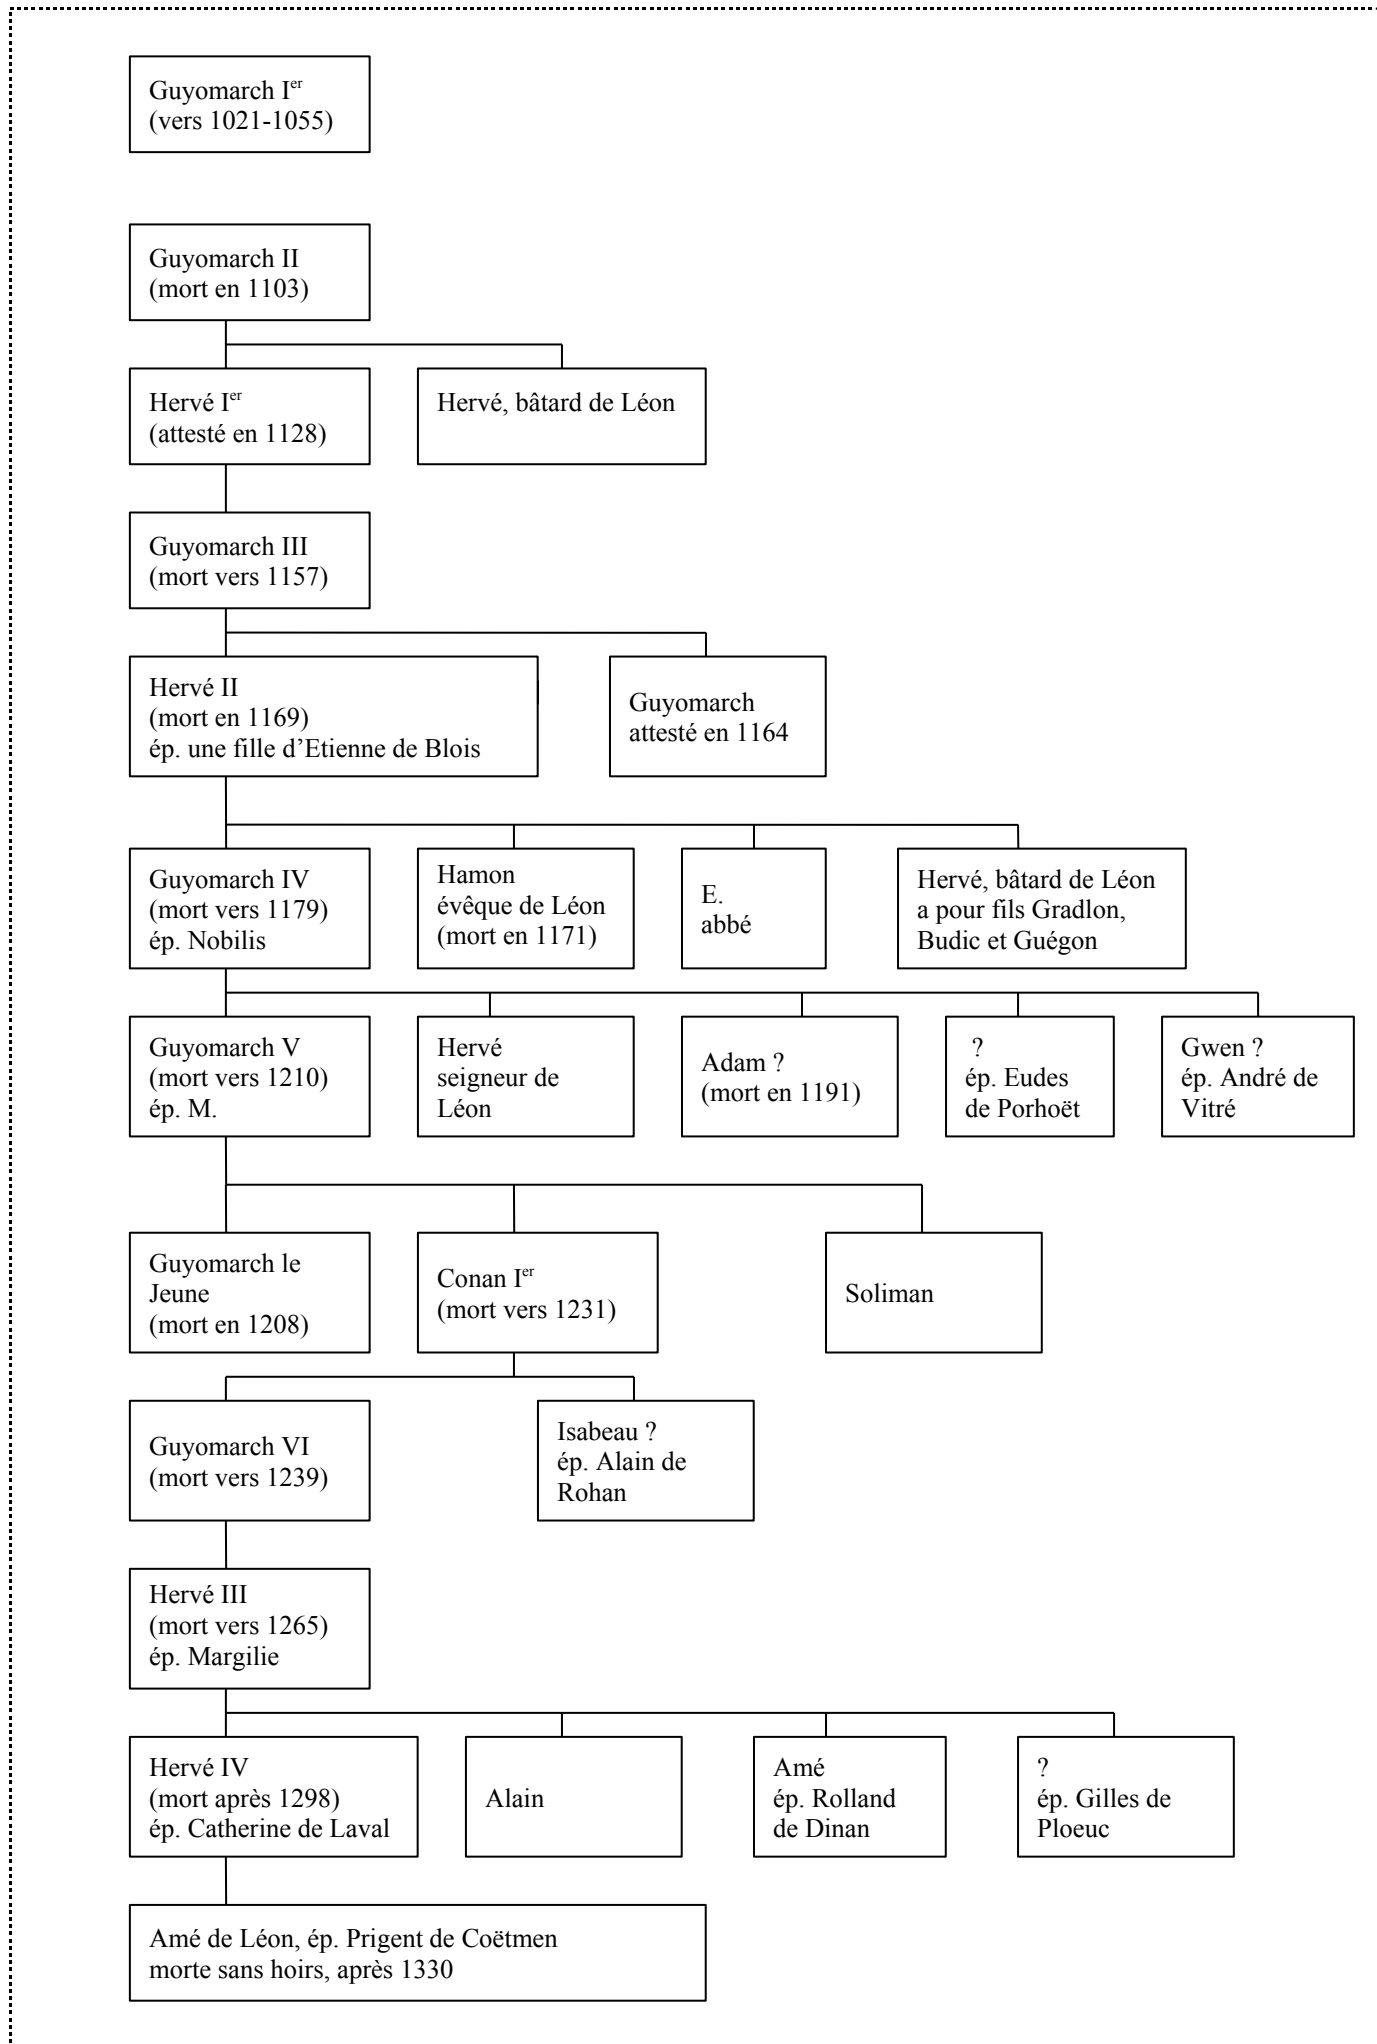 Guyomarch Ier
(vers 1021-1055)
Guyomarch II
(mort en 1103)
Hervé Ier
(attesté en 1128)
Hervé, bâtard de Léon
Guyomarch III
(mort vers 1157)
Hervé II
(mort en 1169)
ép. une fille d’Etienne de Blois
Guyomarch
attesté en 1164
Guyomarch IV
(mort vers 1179)
ép. Nobilis
Hamon
évêque de Léon
(mort en 1171)
E.
abbé
Hervé, bâtard de Léon
a pour fils Gradlon,
Budic et Guégon
Guyomarch V
(mort vers 1210)
ép. M.
Hervé
seigneur de
Léon
Adam ?
(mort en 1191)
?
ép. Eudes
de Porhoët
Gwen ?
ép. André de
Vitré
Guyomarch le
Jeune
(mort en 1208)
Conan Ier
(mort vers 1231)
Soliman
Guyomarch VI
(mort vers 1239)
Isabeau ?
ép. Alain de
Rohan
Hervé III
(mort vers 1265)
ép. Margilie
Hervé IV
(mort après 1298)
ép. Catherine de Laval
Alain
Amé
ép. Rolland
de Dinan
?
ép. Gilles de
Ploeuc
Amé de Léon, ép. Prigent de Coëtmen
morte sans hoirs, après 1330